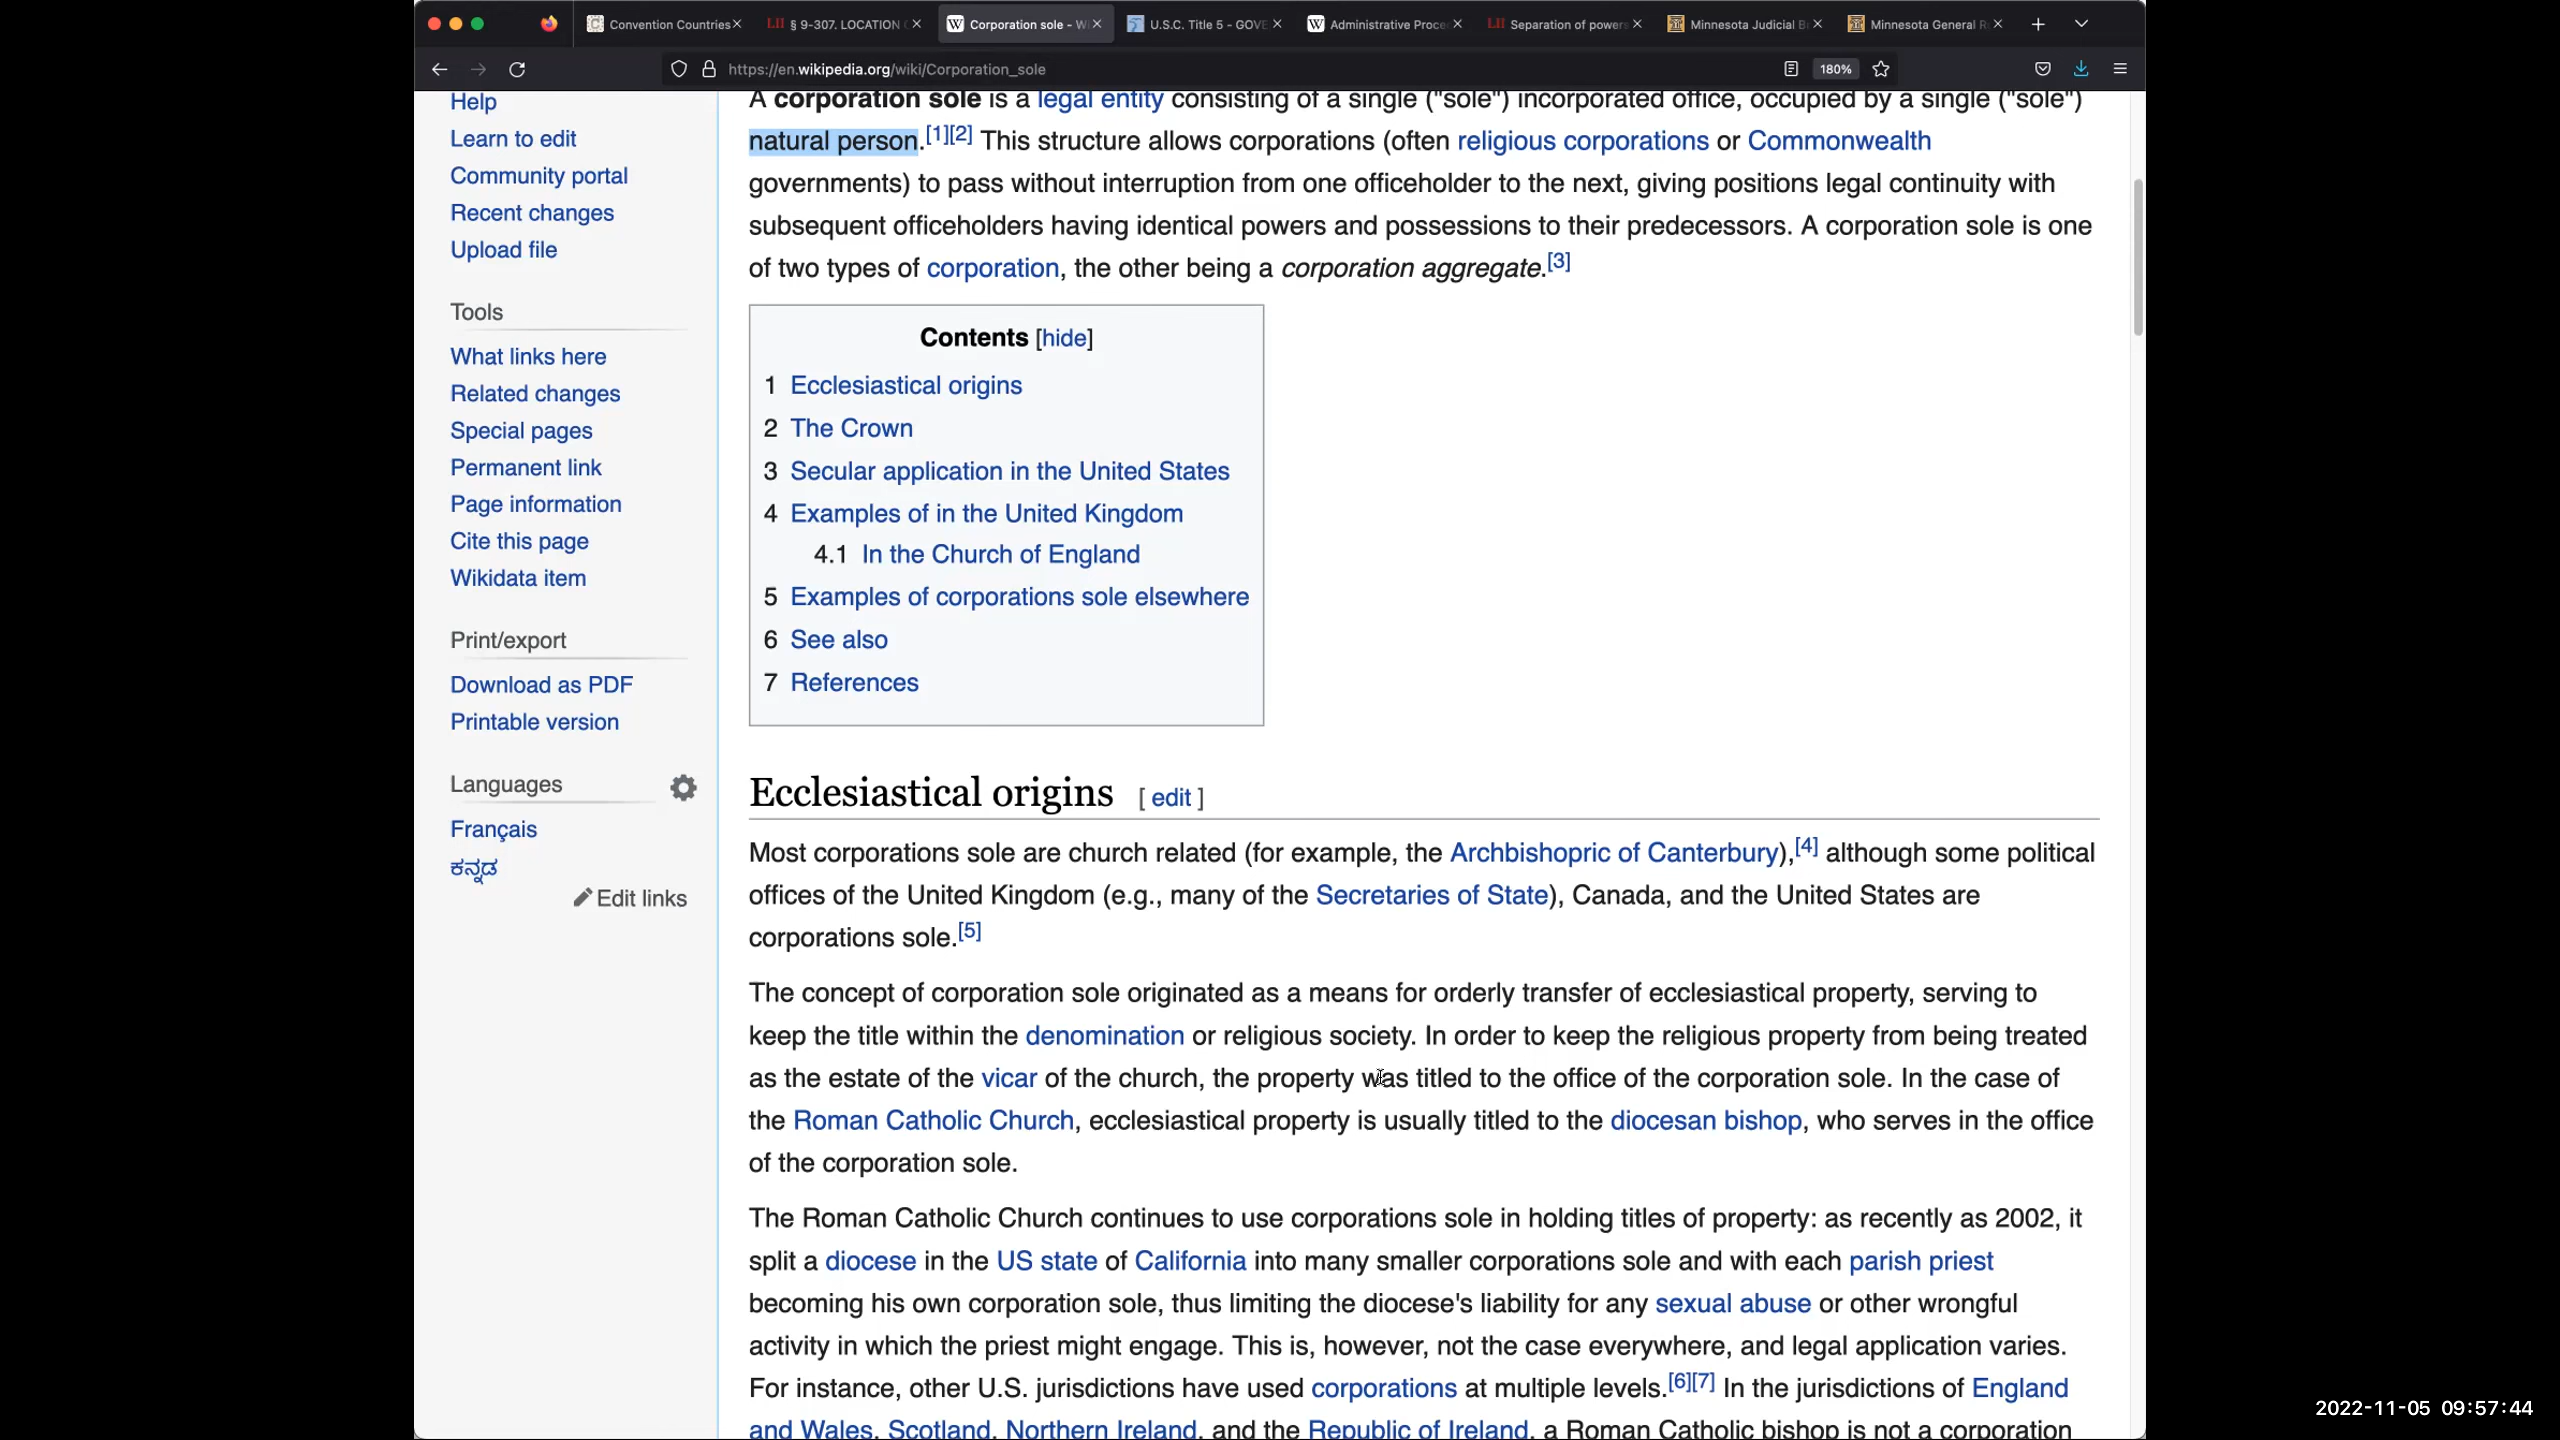 Convention Countries
LII § 9-307. LOCATION
W Corporation sole - Wi
U.S.C. Title 5 - GOVE
W Administrative Proce
LII Separation of powers
Minnesota Judicial B
Minnesota General R
https://en.wikipedia.org/wiki/Corporation_sole
180%
Help
Learn to edit
Community portal
Recent changes
Upload file
Tools
What links here
Related changes
Special pages
Permanent link
Page information
Cite this page
Wikidata item
Print/export
Download as PDF
Printable version
Languages
Français
ಕನ್ನಡ
Edit links
A corporation sole is a legal entity consisting of a single ("sole") incorporated office, occupied by a single ("sole")
natural person.[1][2] This structure allows corporations (often religious corporations or Commonwealth
governments) to pass without interruption from one officeholder to the next, giving positions legal continuity with
subsequent officeholders having identical powers and possessions to their predecessors. A corporation sole is one
of two types of corporation, the other being a corporation aggregate.[3]
Contents [hide]
1 Ecclesiastical origins
2 The Crown
3 Secular application in the United States
4 Examples of in the United Kingdom
4.1 In the Church of England
5 Examples of corporations sole elsewhere
6 See also
7 References
Ecclesiastical origins [ edit ]
Most corporations sole are church related (for example, the Archbishopric of Canterbury),[4] although some political
offices of the United Kingdom (e.g., many of the Secretaries of State), Canada, and the United States are
corporations sole.[5]
The concept of corporation sole originated as a means for orderly transfer of ecclesiastical property, serving to
keep the title within the denomination or religious society. In order to keep the religious property from being treated
as the estate of the vicar of the church, the property was titled to the office of the corporation sole. In the case of
the Roman Catholic Church, ecclesiastical property is usually titled to the diocesan bishop, who serves in the office
of the corporation sole.
The Roman Catholic Church continues to use corporations sole in holding titles of property: as recently as 2002, it
split a diocese in the US state of California into many smaller corporations sole and with each parish priest
becoming his own corporation sole, thus limiting the diocese's liability for any sexual abuse or other wrongful
activity in which the priest might engage. This is, however, not the case everywhere, and legal application varies.
For instance, other U.S. jurisdictions have used corporations at multiple levels.[6][7] In the jurisdictions of England
and Wales, Scotland, Northern Ireland, and the Republic of Ireland, a Roman Catholic bishop is not a corporation
2022-11-05 09:57:44